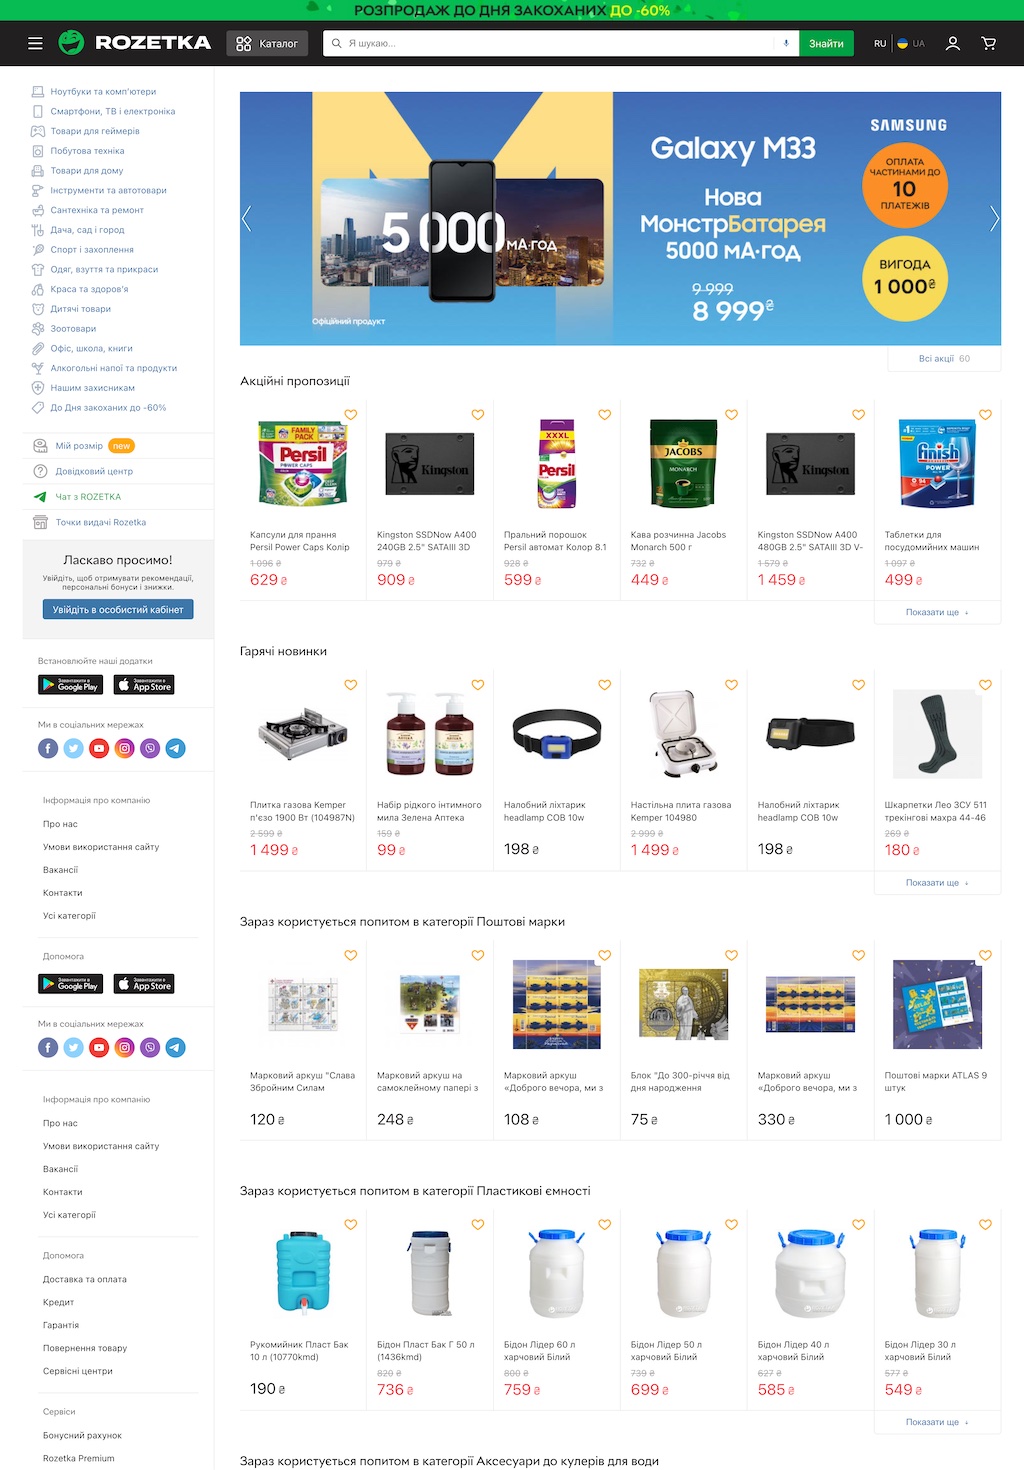 РОЗПРОДАЖ ДО ДНЯ ЗАКОХАНИХ ДО -60%
ROZETKA
Каталог
Я шукаю...
Знайти
RU
UA
Ноутбуки та комп'ютери
Смартфони, ТВ і електроніка
Товари для геймерів
Побутова техніка
Товари для дому
Інструменти та автотовари
Сантехніка та ремонт
Дача, сад і город
Спорт і захоплення
Одяг, взуття та прикраси
Краса та здоров'я
Дитячі товари
Зоотовари
Офіс, школа, книги
Алкогольні напої та продукти
Нашим захисникам
До Дня закоханих до -60%
Мій розмір new
Довідковий центр
Чат з ROZETKA
Точки видачі Rozetka
Ласкаво просимо!
Увійдіть, щоб отримувати рекомендації,
персональні бонуси і знижки.
Увійдіть в особистий кабінет
Встановлюйте наші додатки
Завантажити в
Google Play
Завантажити в
App Store
Ми в соціальних мережах
Інформація про компанію
Про нас
Умови використання сайту
Вакансії
Контакти
Усі категорії
Допомога
Завантажити в
Google Play
Завантажити в
App Store
Ми в соціальних мережах
Інформація про компанію
Про нас
Умови використання сайту
Вакансії
Контакти
Усі категорії
Допомога
Доставка та оплата
Кредит
Гарантія
Повернення товару
Сервісні центри
Сервіси
Бонусний рахунок
Rozetka Premium
5 000 мА·год
Офіційний продукт
Galaxy M33
Нова
МонстрБатарея
5000 мА·год
9 999
8 999₴
SAMSUNG
ОПЛАТА
ЧАСТИНАМИ ДО
10
ПЛАТЕЖІВ
ВИГОДА
1 000₴
Всі акції 60
Акційні пропозиції
FAMILY
PACK
Persil
POWER CAPS
Капсули для прання
Persil Power Caps Колір
1 096 ₴
629 ₴
Kingston
Kingston SSDNow A400
240GB 2.5" SATAIII 3D
979 ₴
909 ₴
XXXL
Persil
Пральний порошок
Persil автомат Колор 8.1
928 ₴
599 ₴
JACOBS
MONARCH
Кава розчинна Jacobs
Monarch 500 г
732 ₴
449 ₴
Kingston
Kingston SSDNow A400
480GB 2.5" SATAIII 3D V-
1 579 ₴
1 459 ₴
finish
POWER
94
Таблетки для
посудомийних машин
1 097 ₴
499 ₴
Показати ще ↓
Гарячі новинки
Плитка газова Kemper
п'єзо 1900 Вт (104987N)
2 599 ₴
1 499 ₴
Набір рідкого інтимного
мила Зелена Аптека
159 ₴
99 ₴
Налобний ліхтарик
headlamp COB 10w
198 ₴
Настільна плита газова
Kemper 104980
2 999 ₴
1 499 ₴
Налобний ліхтарик
headlamp COB 10w
198 ₴
Шкарпетки Лео ЗСУ 511
трекінгові махра 44-46
269 ₴
180 ₴
Показати ще ↓
Зараз користується попитом в категорії Поштові марки
Марковий аркуш "Слава
Збройним Силам
120 ₴
Марковий аркуш на
самоклейному папері з
248 ₴
Марковий аркуш
«Доброго вечора, ми з
108 ₴
Блок "До 300-річчя від
дня народження
75 ₴
Марковий аркуш
«Доброго вечора, ми з
330 ₴
ATLAS
Поштові марки ATLAS 9
штук
1 000 ₴
Зараз користується попитом в категорії Пластикові ємності
Рукомийник Пласт Бак
10 л (10770kmd)
190 ₴
Бідон Пласт Бак Г 50 л
(1436kmd)
820 ₴
736 ₴
Бідон Лідер 60 л
харчовий Білий
800 ₴
759 ₴
Бідон Лідер 50 л
харчовий Білий
739 ₴
699 ₴
Бідон Лідер 40 л
харчовий Білий
627 ₴
585 ₴
Бідон Лідер 30 л
харчовий Білий
577 ₴
549 ₴
Показати ще ↓
Зараз користується попитом в категорії Аксесуари до кулерів для води